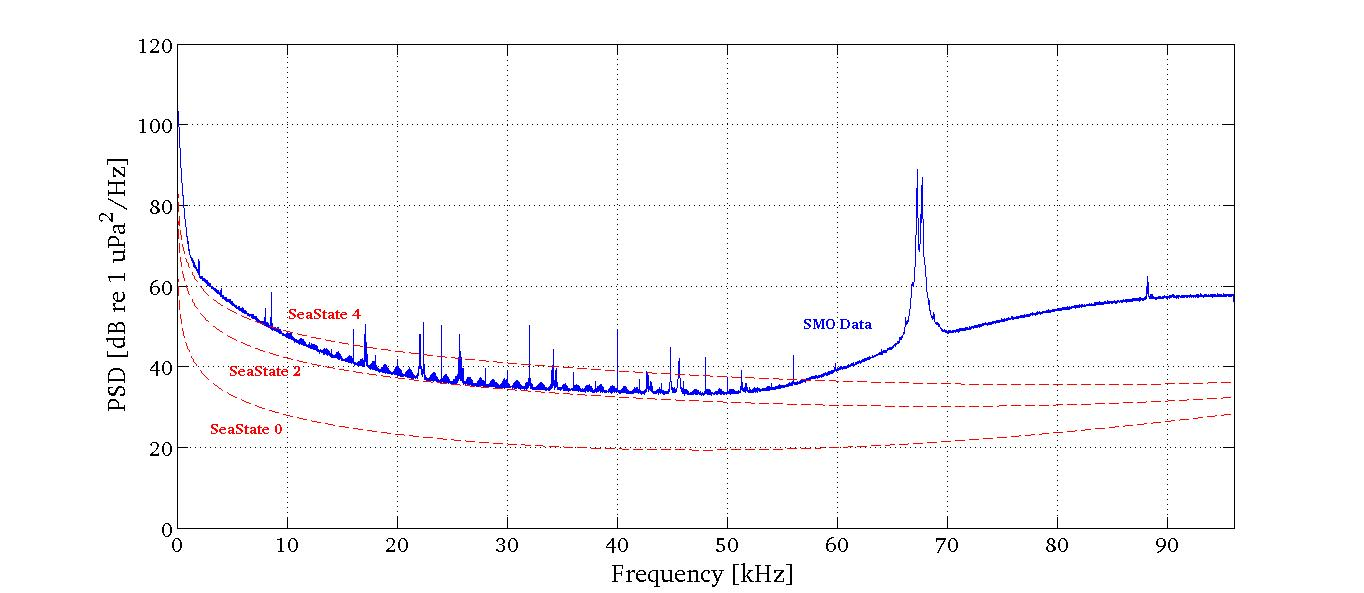 120
100
80
60
40
20
0
PSD [dB re 1 uPa²/Hz]
SeaState 4
SMO Data
SeaState 2
SeaState 0
0 10 20 30 40 50 60 70 80 90
Frequency [kHz]